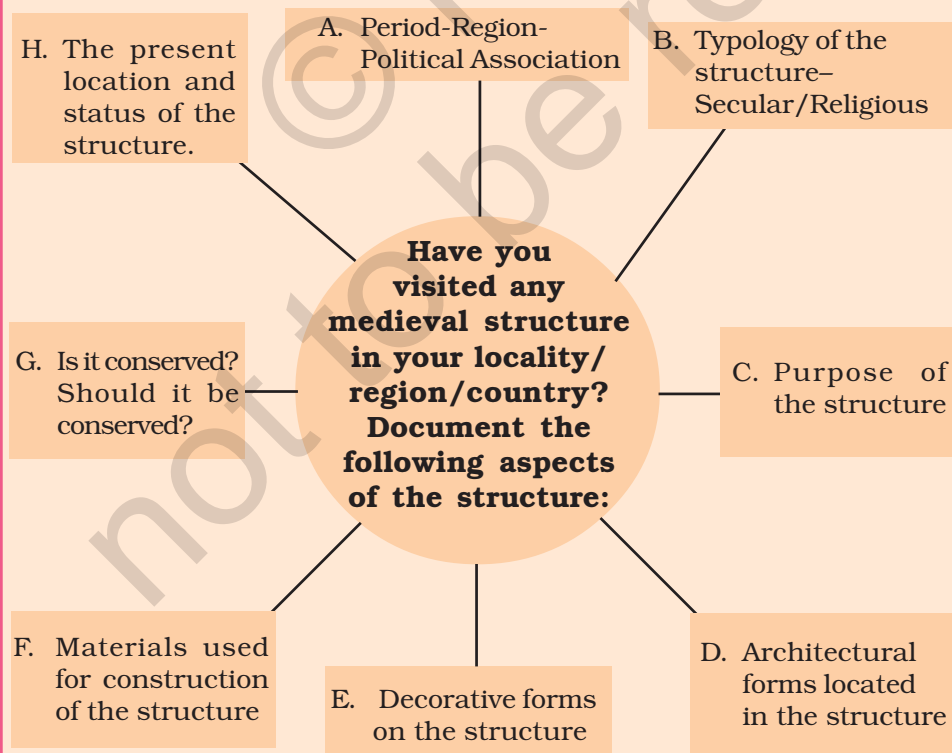 Have you
visited any
medieval structure
in your locality/
region/country?
Document the
following aspects
of the structure:
A. Period-Region-
Political Association
B. Typology of the
structure–
Secular/Religious
C. Purpose of
the structure
D. Architectural
forms located
in the structure
E. Decorative forms
on the structure
F. Materials used
for construction
of the structure
G. Is it conserved?
Should it be
conserved?
H. The present
location and
status of the
structure.
©
not to be r